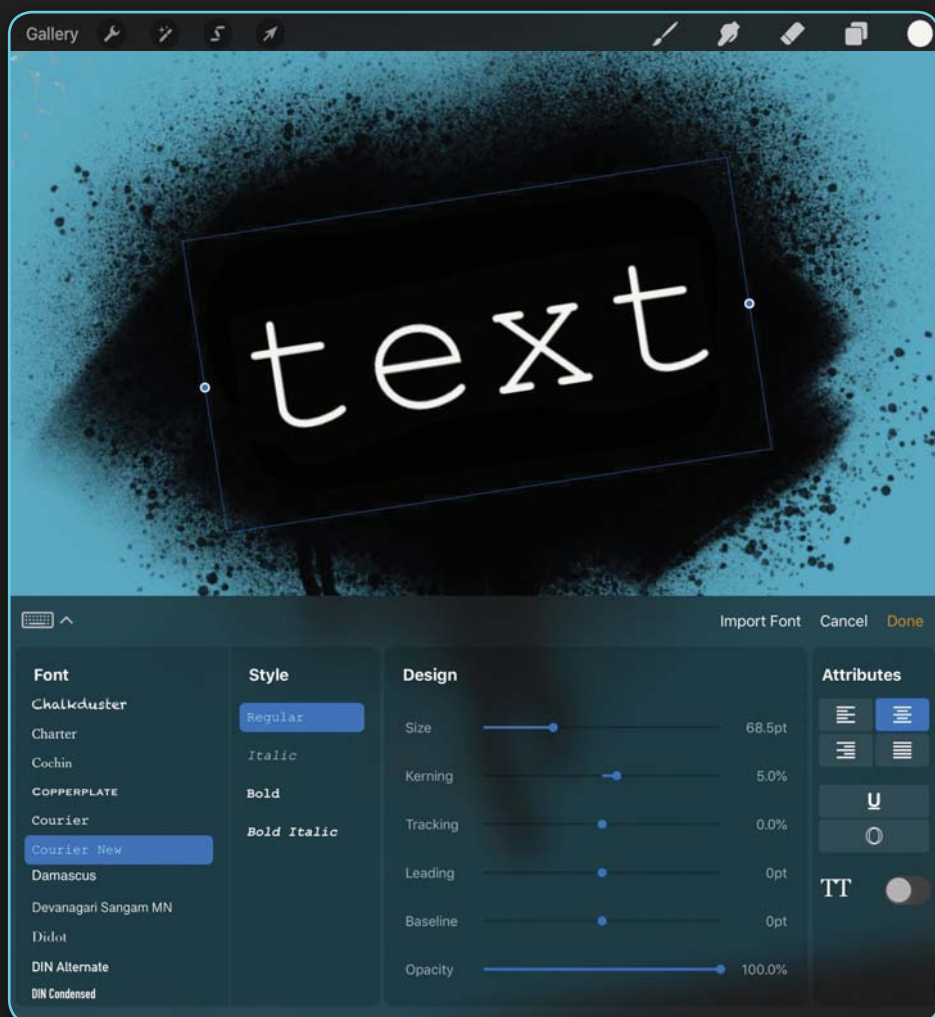 Gallery
text
Import Font Cancel Done
Font
Chalkduster
Charter
Cochin
COPPERPLATE
Courier
Courier New
Damascus
Devanagari Sangam MN
Didot
DIN Alternate
DIN Condensed
Style
Regular
Italic
Bold
Bold Italic
Design
Size 68.5pt
Kerning 5.0%
Tracking 0.0%
Leading 0pt
Baseline 0pt
Opacity 100.0%
Attributes
U
O
TT